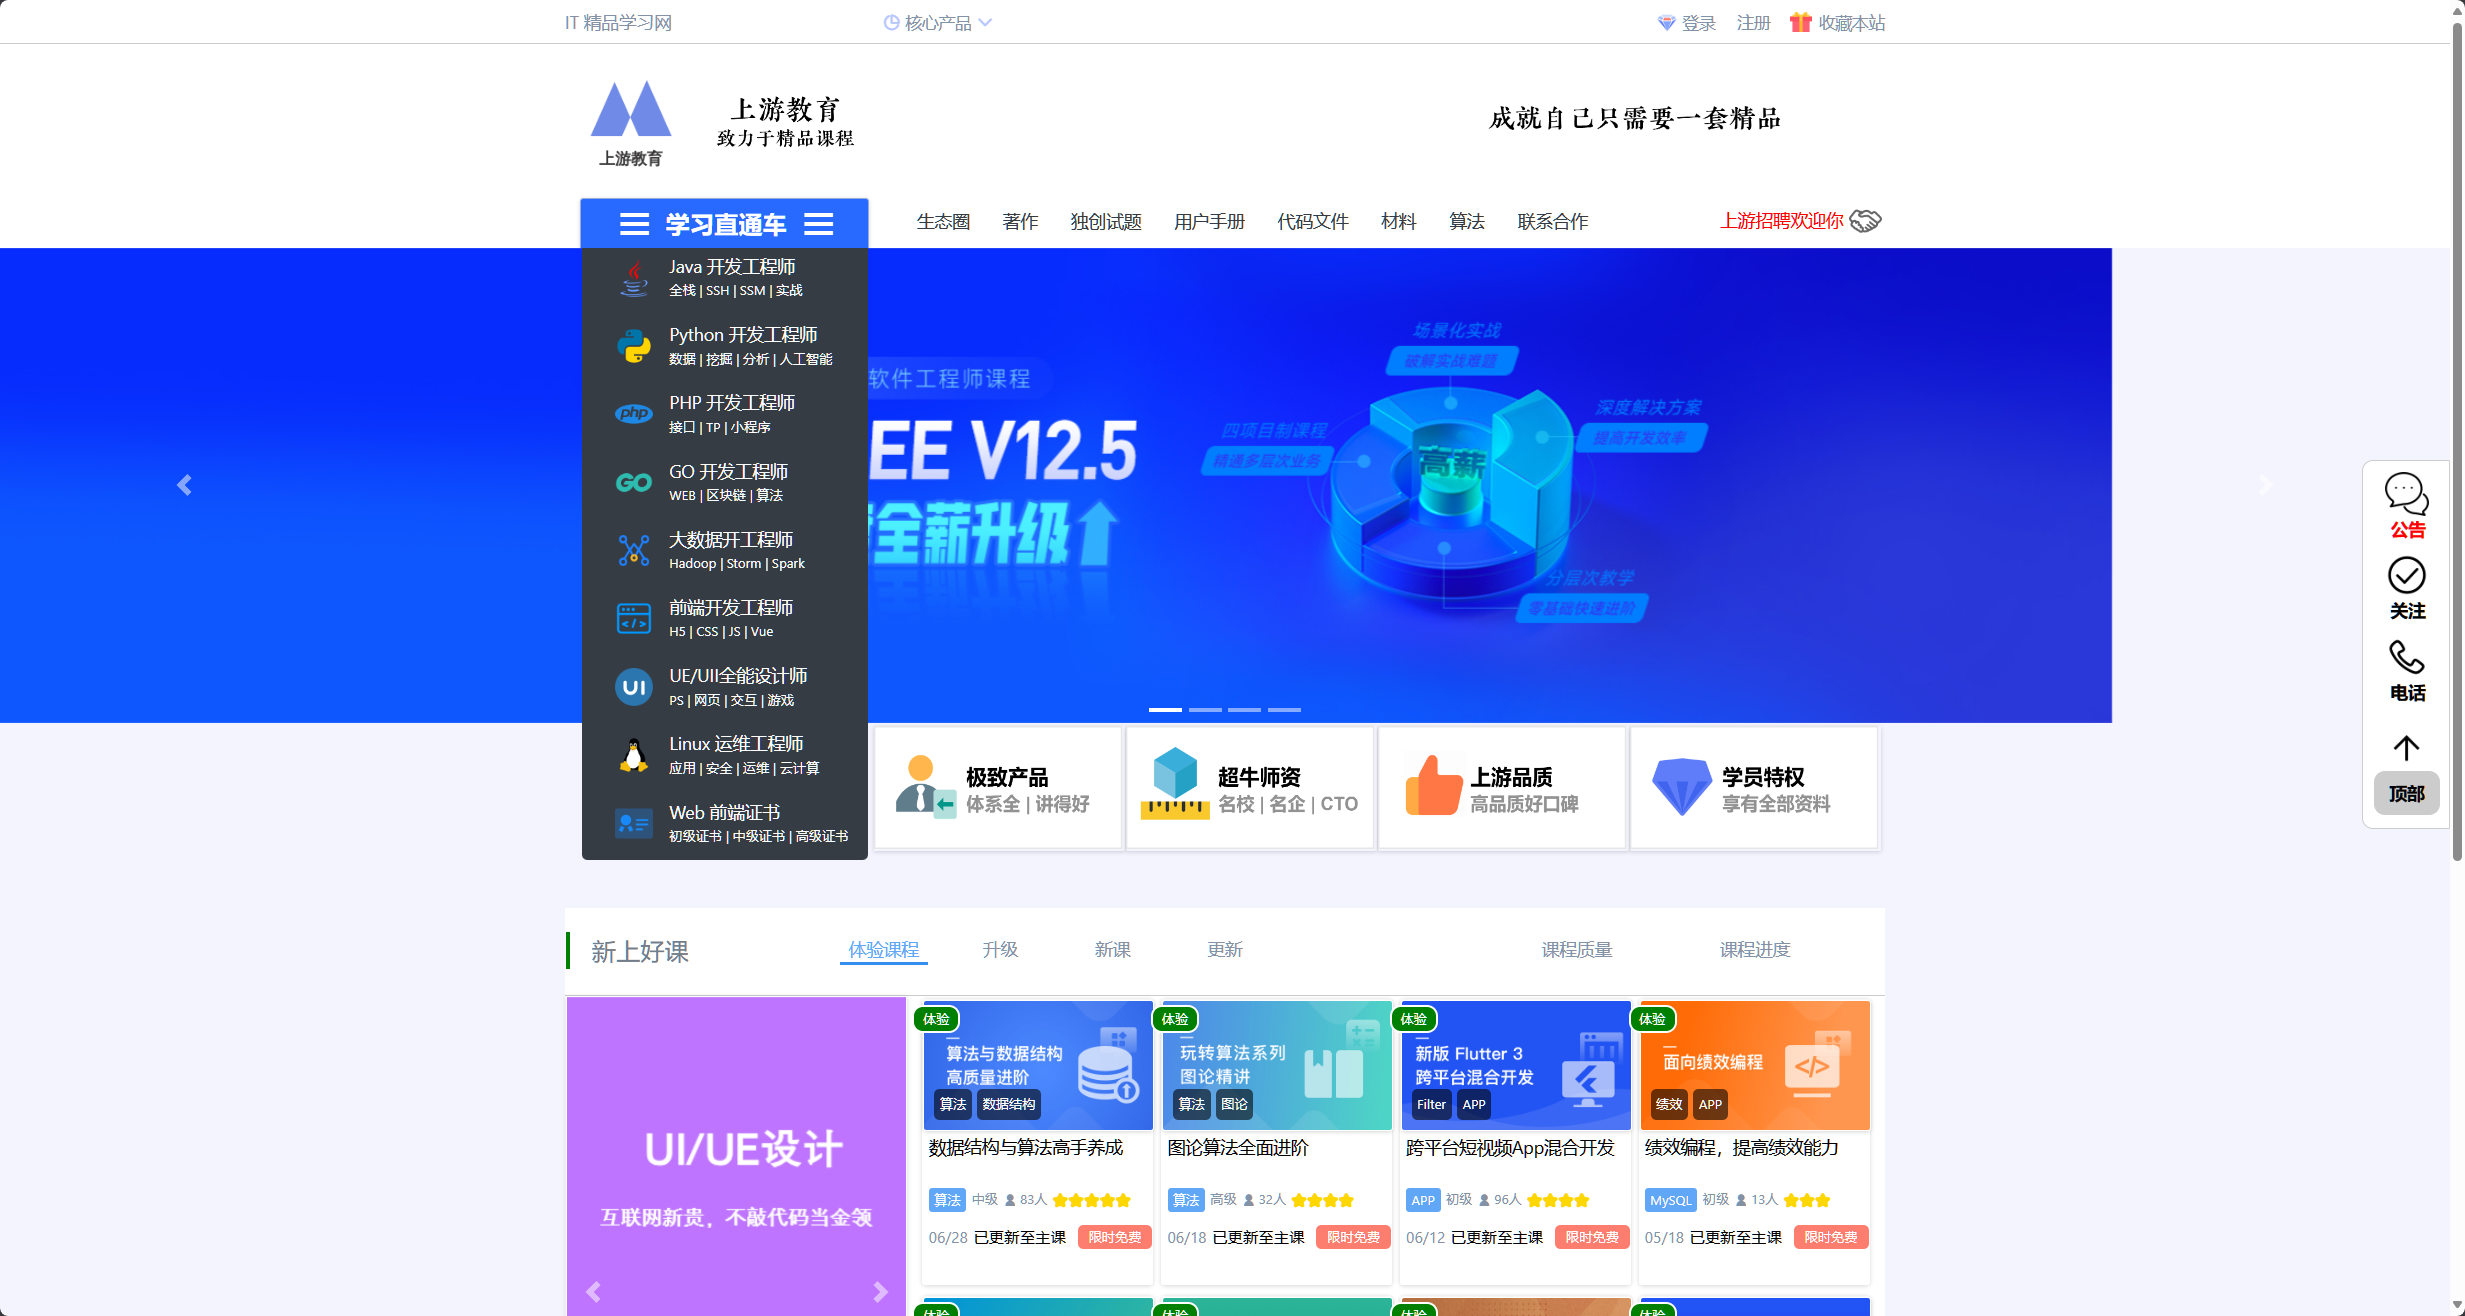 IT 精品学习网
核心产品
登录 注册 收藏本站
上游教育
上游教育
致力于精品课程
成就自己只需要一套精品
学习直通车
生态圈 著作 独创试题 用户手册 代码文件 材料 算法 联系合作
上游招聘欢迎你
Java 开发工程师
全栈 | SSH | SSM | 实战
Python 开发工程师
数据 | 挖掘 | 分析 | 人工智能
PHP 开发工程师
接口 | TP | 小程序
GO 开发工程师
WEB | 区块链 | 算法
大数据开工程师
Hadoop | Storm | Spark
前端开发工程师
H5 | CSS | JS | Vue
UE/UII全能设计师
PS | 网页 | 交互 | 游戏
Linux 运维工程师
应用 | 安全 | 运维 | 云计算
Web 前端证书
初级证书 | 中级证书 | 高级证书
php
GO
UI
软件工程师课程
EE V12.5
全薪升级
场景化实战
破解实战难题
四项目制课程
精通多层次业务
深度解决方案
提高开发效率
高薪
分层次教学
零基础快速进阶
公告
关注
电话
顶部
极致产品
体系全 | 讲得好
超牛师资
名校 | 名企 | CTO
上游品质
高品质好口碑
学员特权
享有全部资料
新上好课
体验课程 升级 新课 更新
课程质量 课程进度
UI/UE设计
互联网新贵，不敲代码当金领
体验
算法与数据结构
高质量进阶
算法 数据结构
数据结构与算法高手养成
算法 中级 83人
06/28 已更新至主课 限时免费
体验
玩转算法系列
图论精讲
算法 图论
图论算法全面进阶
算法 高级 32人
06/18 已更新至主课 限时免费
体验
新版 Flutter 3
跨平台混合开发
Filter APP
跨平台短视频App混合开发
APP 初级 96人
06/12 已更新至主课 限时免费
体验
面向绩效编程
绩效 APP
绩效编程，提高绩效能力
MySQL 初级 13人
05/18 已更新至主课 限时免费
体验
体验
体验
体验